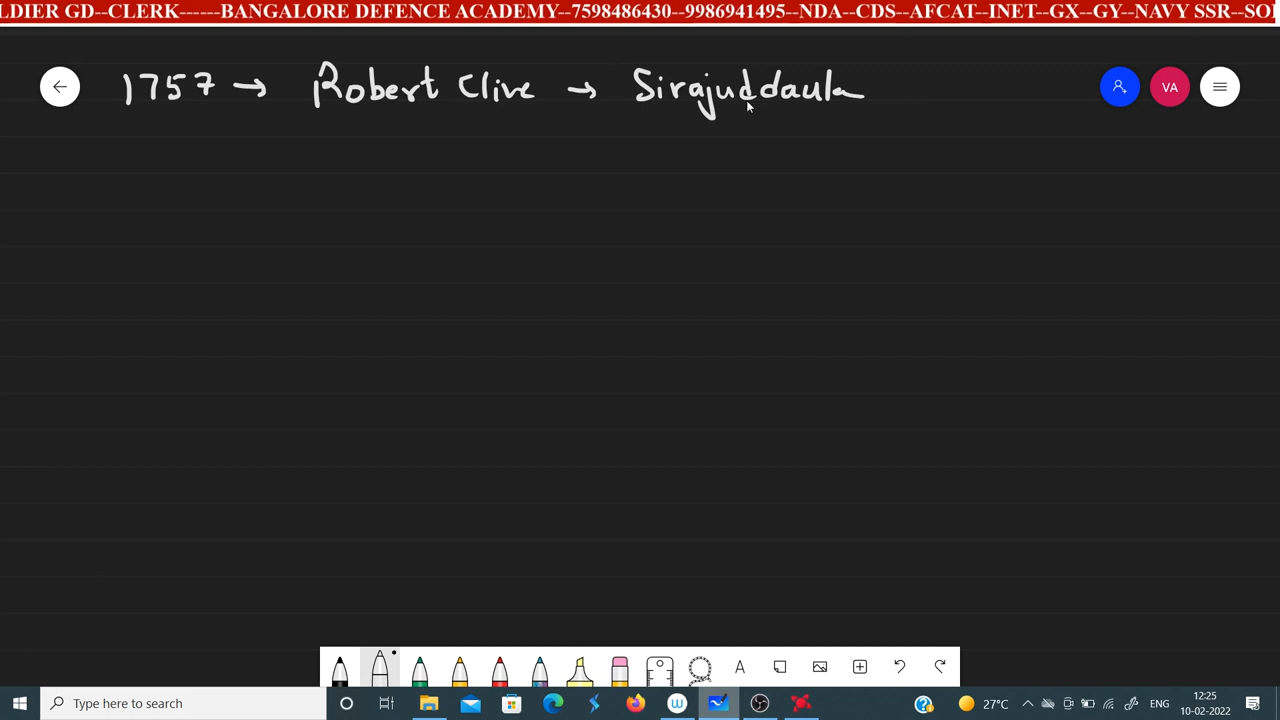 LDIER GD--CLERK------BANGALORE DEFENCE ACADEMY--7598486430--9986941495--NDA--CDS--AFCAT--INET--GX--GY--NAVY SSR--SOL
1757 → Robert Clive → Sirajuddaula
VA
A
Type here to search
W
27°C
ENG
12:25
10-02-2022